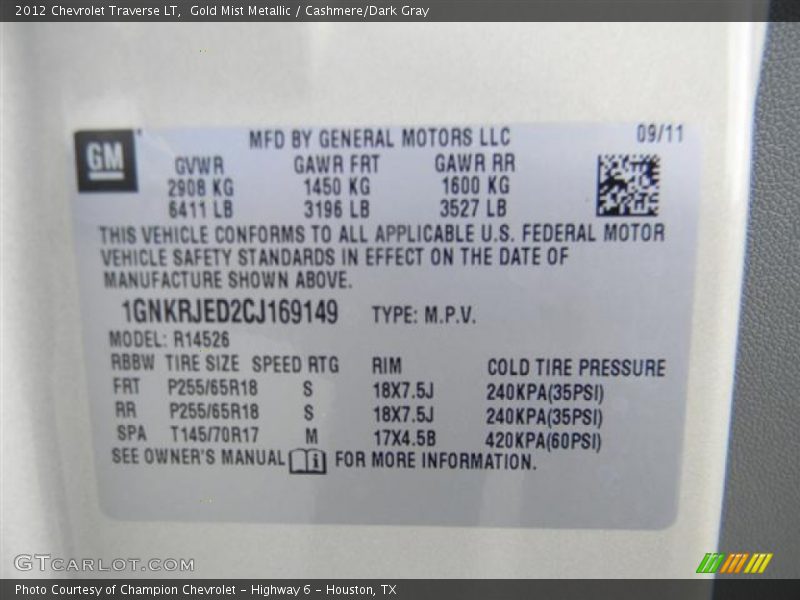 2012 Chevrolet Traverse LT,  Gold Mist Metallic / Cashmere/Dark Gray
GM
MFD BY GENERAL MOTORS LLC 09/11
GVWR GAWR FRT GAWR RR
2908 KG 1450 KG 1600 KG
6411 LB 3196 LB 3527 LB
THIS VEHICLE CONFORMS TO ALL APPLICABLE U.S. FEDERAL MOTOR
VEHICLE SAFETY STANDARDS IN EFFECT ON THE DATE OF
MANUFACTURE SHOWN ABOVE.
1GNKRJED2CJ169149 TYPE: M.P.V.
MODEL: R14526
RBBW TIRE SIZE SPEED RTG RIM COLD TIRE PRESSURE
FRT P255/65R18 S 18X7.5J 240KPA(35PSI)
RR P255/65R18 S 18X7.5J 240KPA(35PSI)
SPA T145/70R17 M 17X4.5B 420KPA(60PSI)
SEE OWNER'S MANUAL i FOR MORE INFORMATION.
GTCARLOT.COM
Photo Courtesy of Champion Chevrolet - Highway 6 - Houston, TX